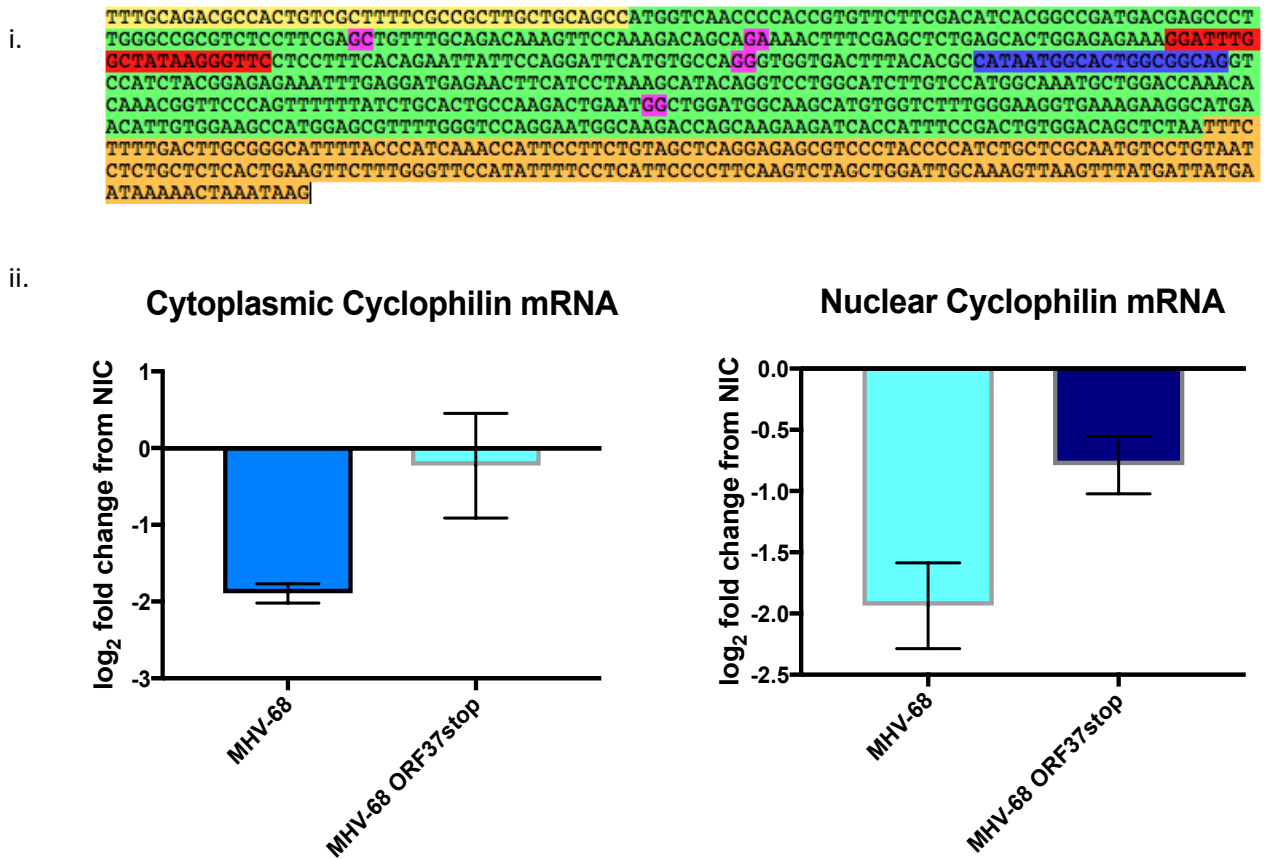 i.
TTTGCAGACGCCACTGTCGCTTTTCGCCGCTTGCTGCAGCCATGGTCAACCCCACCGTGTTCTTCGACATCACGGCCGATGACGAGCCCT
TGGGCCGCGTCTCCTTCGAGCTGTTTGCAGACAAAGTTCCAAAGACAGCAGAAAACTTTCGAGCTCTGAGCACTGGAGAGAAAGGATTTG
GCTATAAGGGTTCCTCCTTTCACAGAATTATTCCAGGATTCATGTGCCAGGGTGGTGACTTTACACGCCATAATGGCACTGGCGGCAGGT
CCATCTACGGAGAGAAATTTGAGGATGAGAACTTCATCCTAAAGCATACAGGTCCTGGCATCTTGTCCATGGCAAATGCTGGACCAAACA
CAAACGGTTCCCAGTTTTTTATCTGCACTGCCAAGACTGAATGGCTGGATGGCAAGCATGTGGTCTTTGGGAAGGTGAAAGAAGGCATGA
ACATTGTGGAAGCCATGGAGCGTTTTGGGTCCAGGAATGGCAAGACCAGCAAGAAGATCACCATTTCCGACTGTGGACAGCTCTAATTTC
TTTTGACTTGCGGGCATTTTACCCATCAAACCATTCCTTCTGTAGCTCAGGAGAGCGTCCCTACCCCATCTGCTCGCAATGTCCTGTAAT
CTCTGCTCTCACTGAAGTTCTTTGGGTTCCATATTTTCCTCATTCCCCTTCAAGTCTAGCTGGATTGCAAAGTTAAGTTTATGATTATGA
ATAAAAACTAAATAAG
ii.
Cytoplasmic Cyclophilin mRNA
log2 fold change from NIC
1
0
-1
-2
-3
MHV-68
MHV-68 ORF37stop
Nuclear Cyclophilin mRNA
log2 fold change from NIC
0.0
-0.5
-1.0
-1.5
-2.0
-2.5
MHV-68
MHV-68 ORF37stop